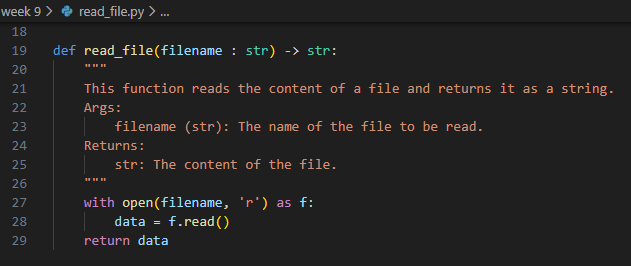 week 9 > read_file.py > ...
18
19 def read_file(filename : str) -> str:
20     """
21     This function reads the content of a file and returns it as a string.
22     Args:
23         filename (str): The name of the file to be read.
24     Returns:
25         str: The content of the file.
26     """
27     with open(filename, 'r') as f:
28         data = f.read()
29     return data